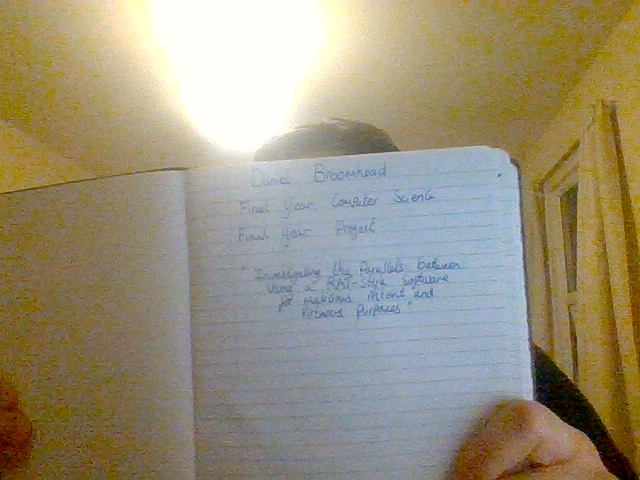 Daniel Broomhead
Final Year Computer Science
Final Year Project
"Investigating the Parallels between
Using a RAT-Style Software
for malicious intent and
Virtuous purposes"